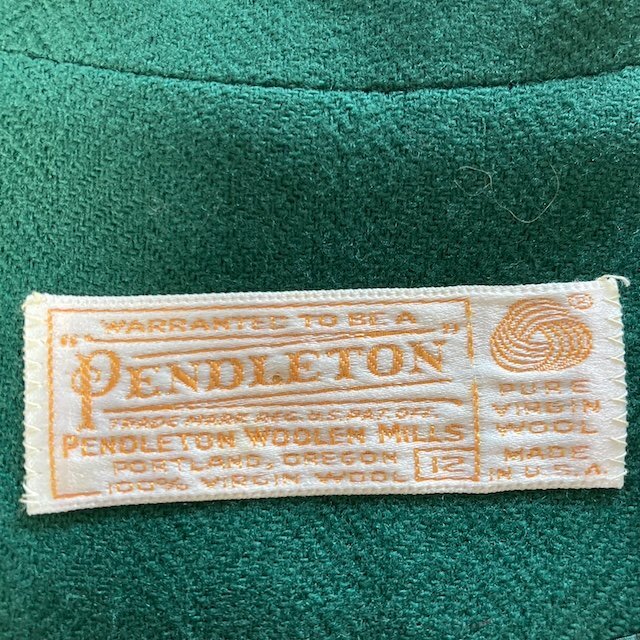 WARRANTED TO BE A
"PENDLETON"
TRADE MARK REG. U.S. PAT. OFF.
PENDLETON WOOLEN MILLS
PORTLAND, OREGON
100% VIRGIN WOOL
12
®
PURE
VIRGIN
WOOL
MADE
IN U.S.A.